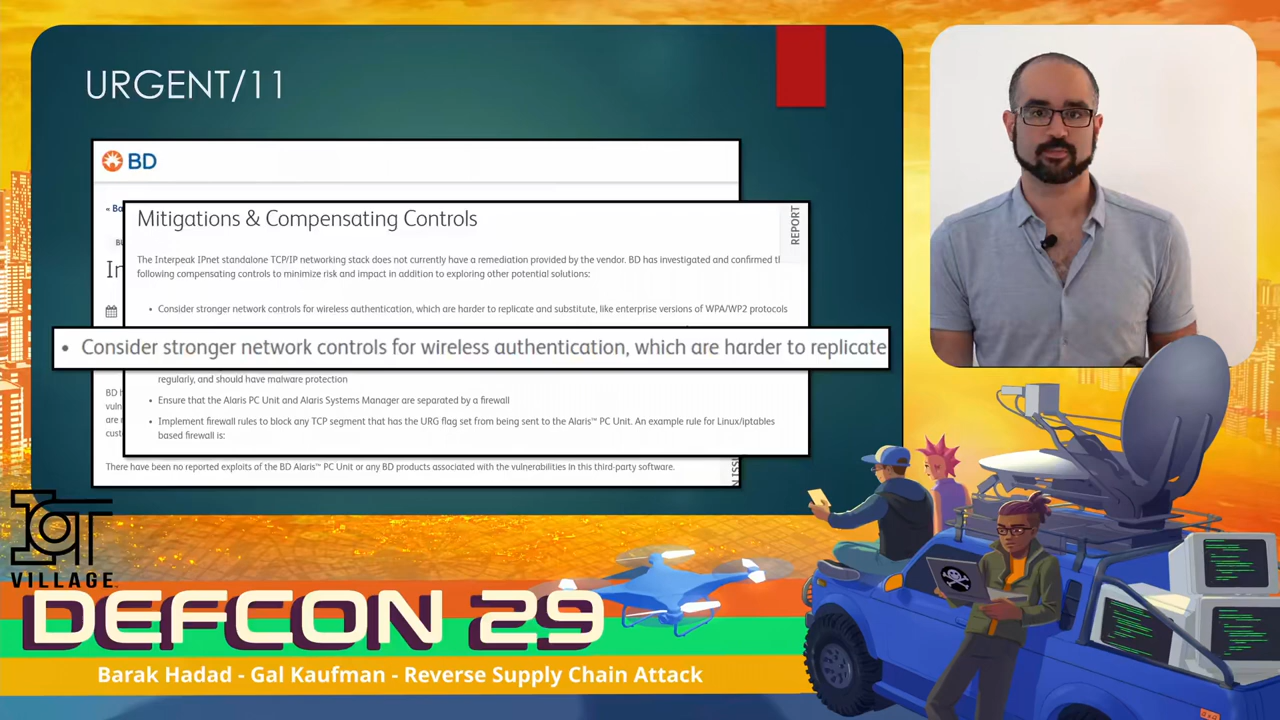 URGENT/11
BD
« Ba
BU
In
Mitigations & Compensating Controls
REPORT
The Interpeak IPnet standalone TCP/IP networking stack does not currently have a remediation provided by the vendor. BD has investigated and confirmed th
following compensating controls to minimize risk and impact in addition to exploring other potential solutions:
• Consider stronger network controls for wireless authentication, which are harder to replicate and substitute, like enterprise versions of WPA/WP2 protocols
• Consider stronger network controls for wireless authentication, which are harder to replicate
regularly, and should have malware protection
• Ensure that the Alaris PC Unit and Alaris Systems Manager are separated by a firewall
• Implement firewall rules to block any TCP segment that has the URG flag set from being sent to the Alaris™ PC Unit. An example rule for Linux/iptables
based firewall is:
BD h
vuln
are
cust
There have been no reported exploits of the BD Alaris™ PC Unit or any BD products associated with the vulnerabilities in this third-party software.
IOT
VILLAGE
DEFCON 29
Barak Hadad - Gal Kaufman - Reverse Supply Chain Attack